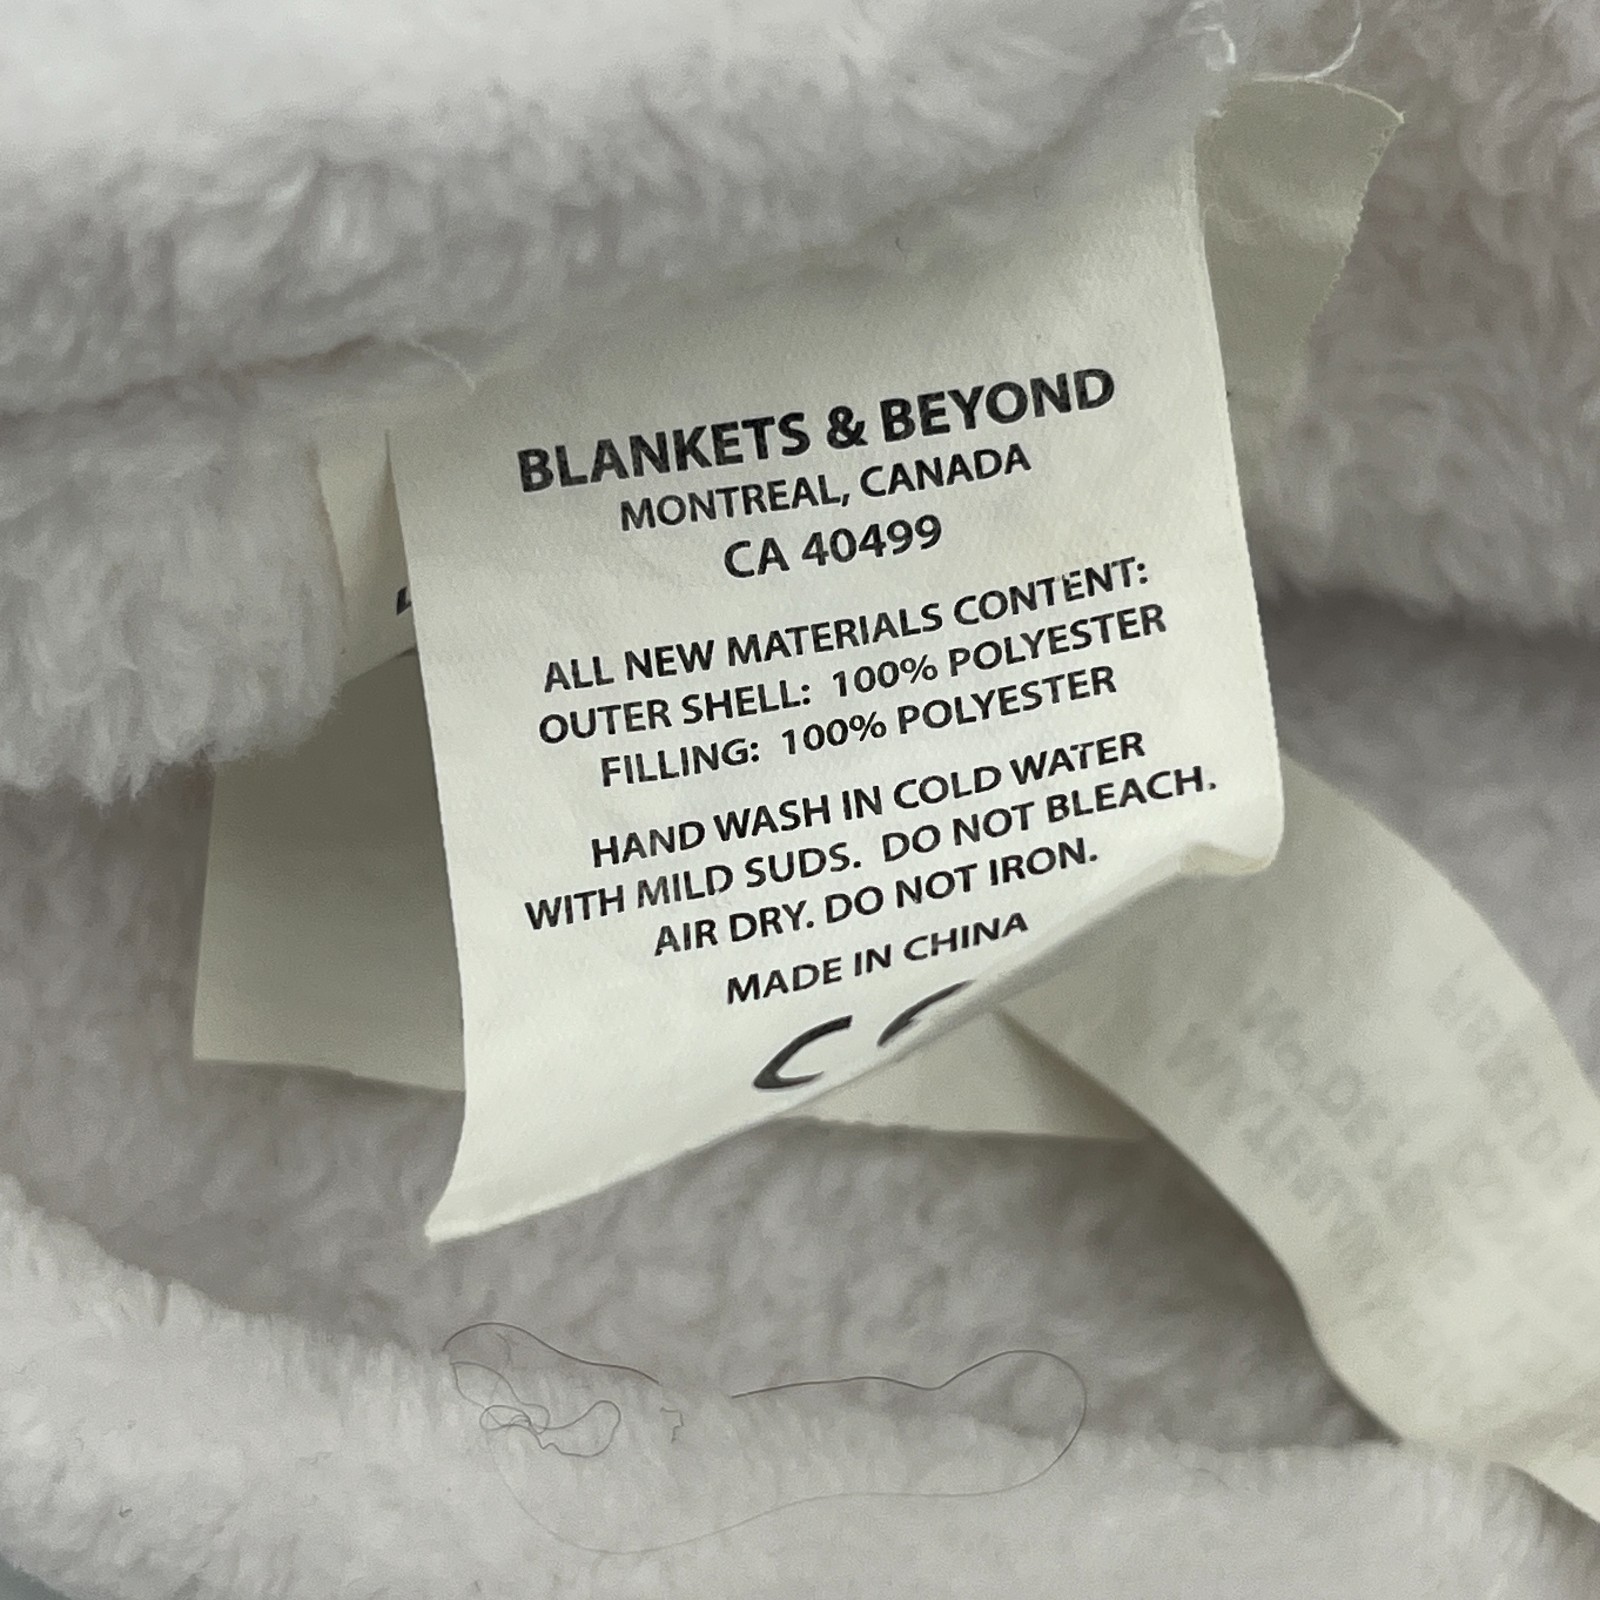 BLANKETS & BEYOND
MONTREAL, CANADA
CA 40499
ALL NEW MATERIALS CONTENT:
OUTER SHELL: 100% POLYESTER
FILLING: 100% POLYESTER
HAND WASH IN COLD WATER
WITH MILD SUDS. DO NOT BLEACH.
AIR DRY. DO NOT IRON.
MADE IN CHINA
CE